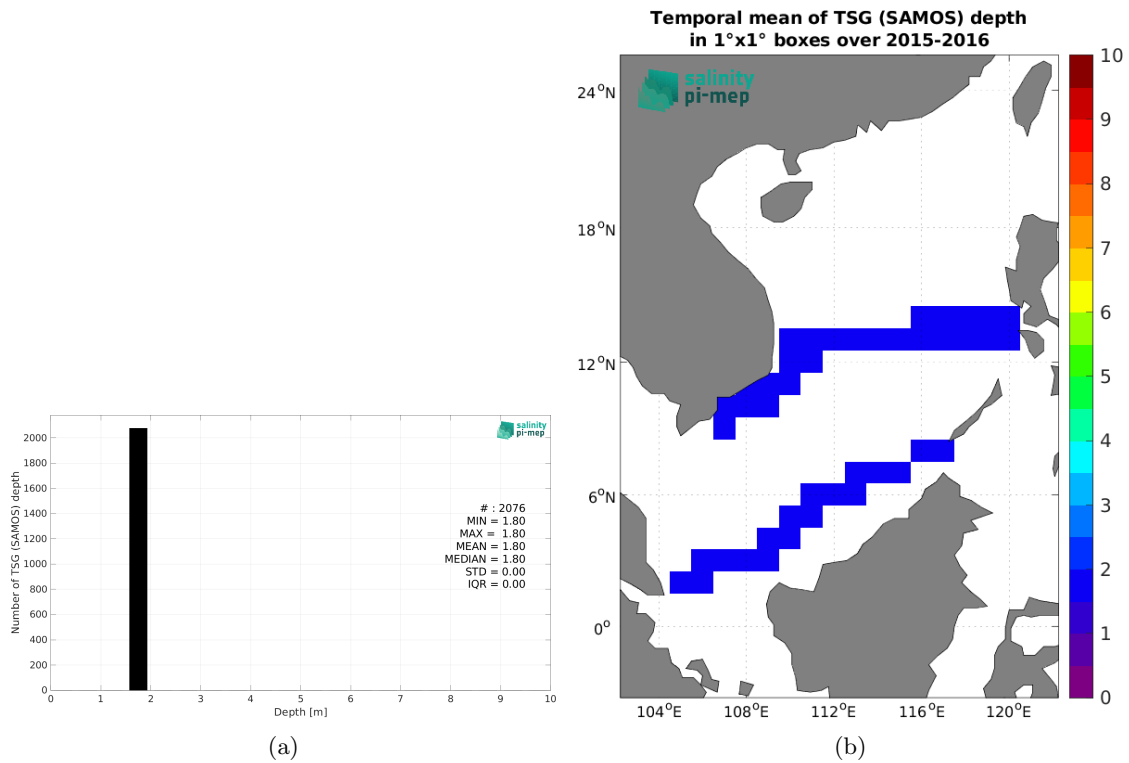 Temporal mean of TSG (SAMOS) depth
in 1°x1° boxes over 2015-2016
salinity
pi-mep
24°N
18°N
12°N
6°N
0°
104°E
108°E
112°E
116°E
120°E
10
9
8
7
6
5
4
3
2
1
0
(b)
Number of TSG (SAMOS) depth
2000
1800
1600
1400
1200
1000
800
600
400
200
0
salinity
pi-mep
# : 2076
MIN = 1.80
MAX = 1.80
MEAN = 1.80
MEDIAN = 1.80
STD = 0.00
IQR = 0.00
0 1 2 3 4 5 6 7 8 9 10
Depth [m]
(a)